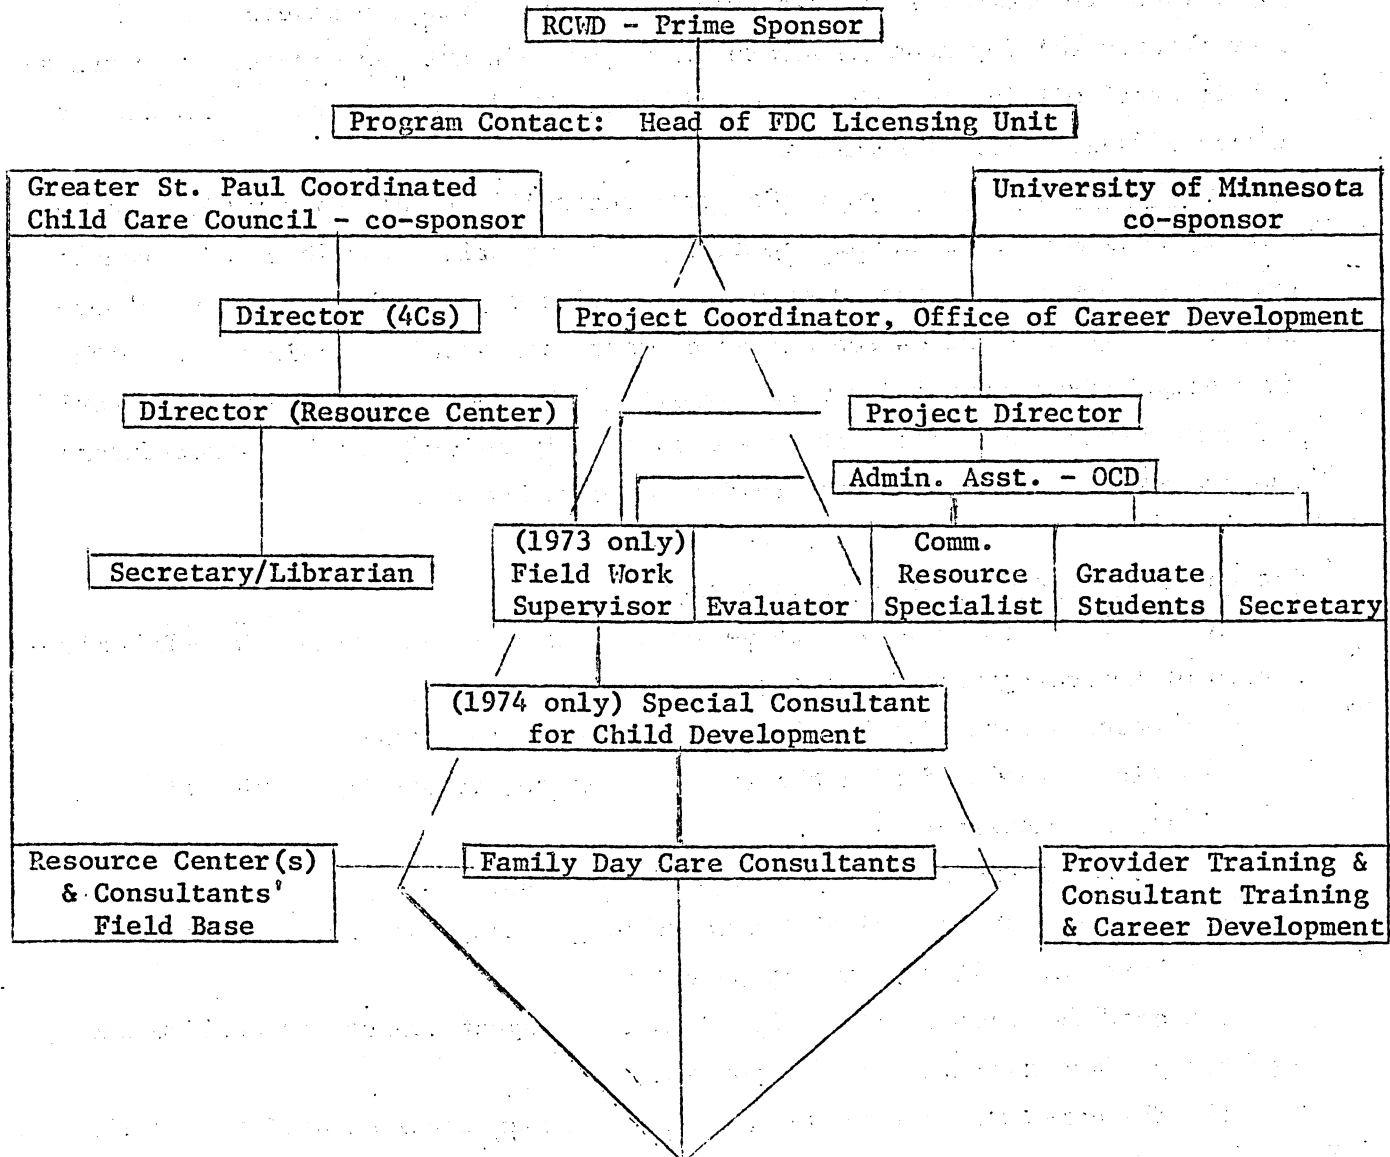 RCWD - Prime Sponsor
Program Contact: Head of FDC Licensing Unit
Greater St. Paul Coordinated
Child Care Council - co-sponsor
University of Minnesota
co-sponsor
Director (4Cs)
Project Coordinator, Office of Career Development
Director (Resource Center)
Project Director
Admin. Asst. - OCD
Secretary/Librarian
(1973 only)
Field Work
Supervisor
Evaluator
Comm.
Resource
Specialist
Graduate
Students
Secretary
(1974 only) Special Consultant
for Child Development
Resource Center(s)
& Consultants'
Field Base
Family Day Care Consultants
Provider Training &
Consultant Training
& Career Development